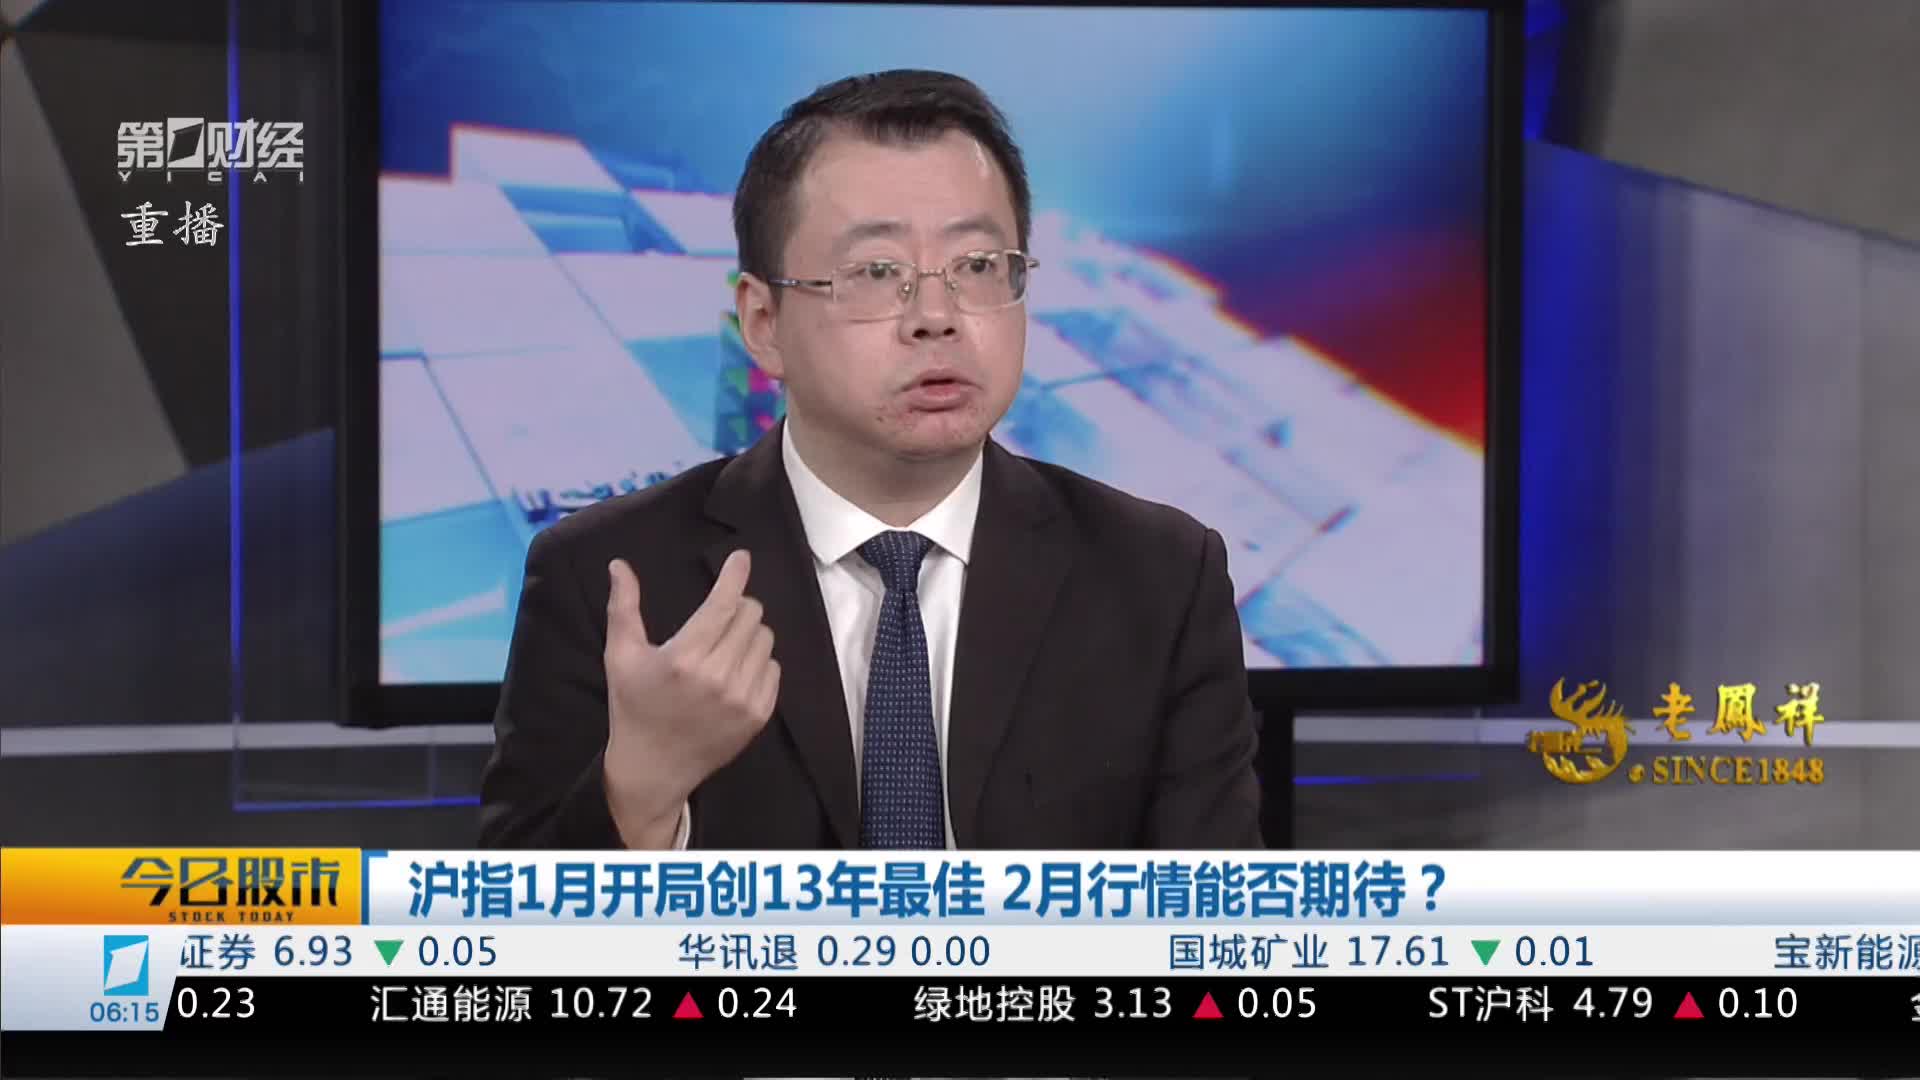 第一财经
YICAI
重播
老鳳祥
SINCE1848
今日股市
STOCK TODAY
沪指1月开局创13年最佳 2月行情能否期待？
证券 6.93 ▼ 0.05 华讯退 0.29 0.00 国城矿业 17.61 ▼ 0.01 宝新能源
06:15
0.23 汇通能源 10.72 ▲ 0.24 绿地控股 3.13 ▲ 0.05 ST沪科 4.79 ▲ 0.10